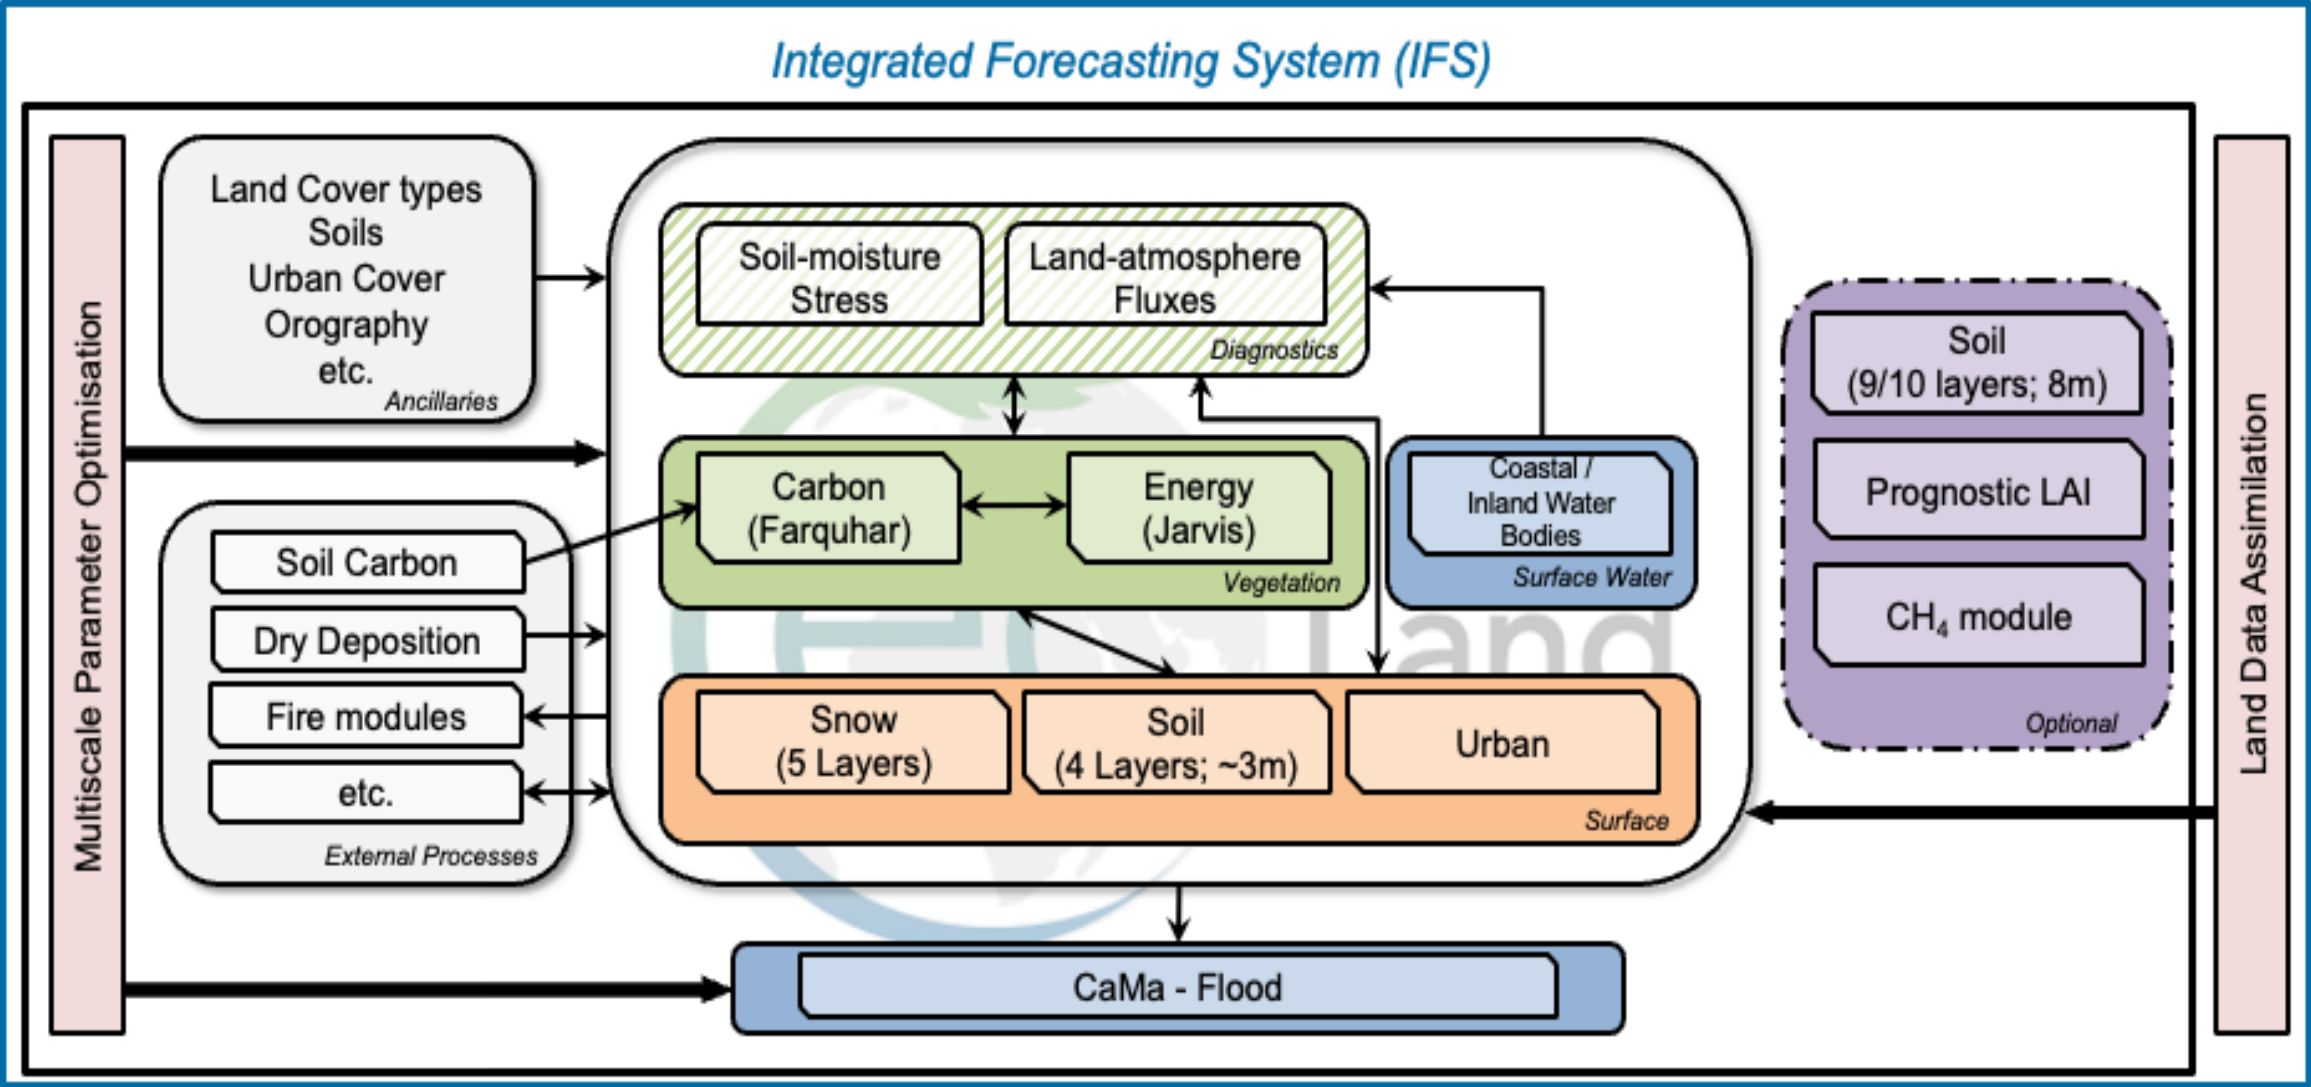 Integrated Forecasting System (IFS)
Multiscale Parameter Optimisation
Land Cover types
Soils
Urban Cover
Orography
etc.
Ancillaries
Soil Carbon
Dry Deposition
Fire modules
etc.
External Processes
Soil-moisture
Stress
Land-atmosphere
Fluxes
Diagnostics
Carbon
(Farquhar)
Energy
(Jarvis)
Vegetation
Coastal /
Inland Water
Bodies
Surface Water
Land
Snow
(5 Layers)
Soil
(4 Layers; ~3m)
Urban
Surface
CaMa - Flood
Soil
(9/10 layers; 8m)
Prognostic LAI
CH₄ module
Optional
Land Data Assimilation